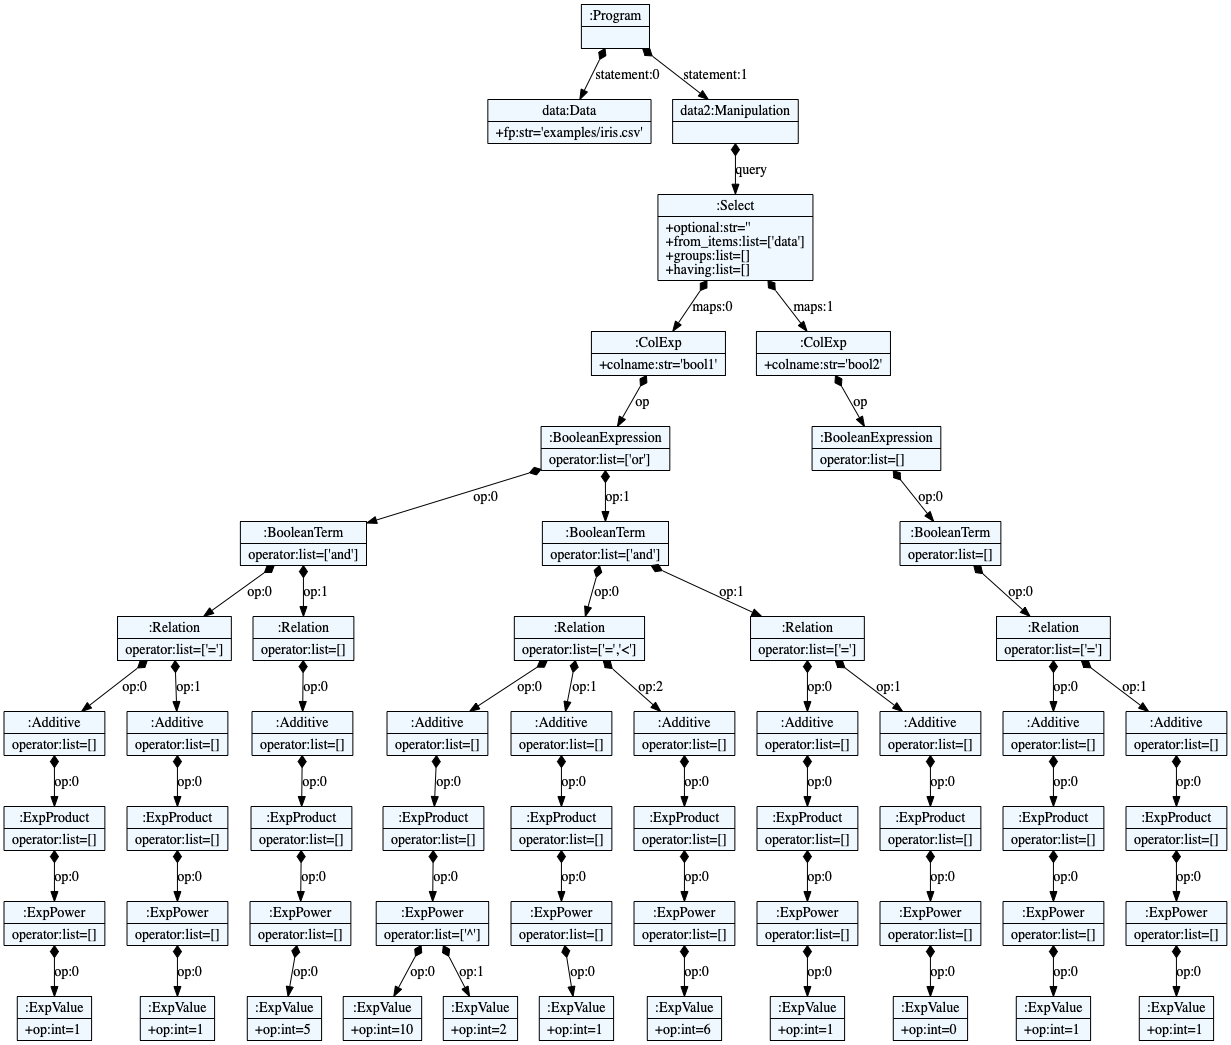 :Program
statement:0
statement:1
data:Data
data2:Manipulation
+fp:str='examples/iris.csv'
query
:Select
+optional:str=''
+from_items:list=['data']
+groups:list=[]
+having:list=[]
maps:0
maps:1
:ColExp
:ColExp
+colname:str='bool1'
+colname:str='bool2'
op
op
:BooleanExpression
:BooleanExpression
operator:list=['or']
operator:list=[]
op:0
op:1
op:0
:BooleanTerm
:BooleanTerm
:BooleanTerm
operator:list=['and']
operator:list=['and']
operator:list=[]
op:0
op:1
op:0
op:1
op:0
:Relation
:Relation
:Relation
:Relation
:Relation
operator:list=['=']
operator:list=[]
operator:list=['=','<']
operator:list=['=']
operator:list=['=']
op:0
op:1
op:0
op:0
op:1
op:2
op:0
op:1
op:0
op:1
:Additive
:Additive
:Additive
:Additive
:Additive
:Additive
:Additive
:Additive
:Additive
:Additive
operator:list=[]
operator:list=[]
operator:list=[]
operator:list=[]
operator:list=[]
operator:list=[]
operator:list=[]
operator:list=[]
operator:list=[]
operator:list=[]
op:0
op:0
op:0
op:0
op:0
op:0
op:0
op:0
op:0
op:0
:ExpProduct
:ExpProduct
:ExpProduct
:ExpProduct
:ExpProduct
:ExpProduct
:ExpProduct
:ExpProduct
:ExpProduct
:ExpProduct
operator:list=[]
operator:list=[]
operator:list=[]
operator:list=[]
operator:list=[]
operator:list=[]
operator:list=[]
operator:list=[]
operator:list=[]
operator:list=[]
op:0
op:0
op:0
op:0
op:0
op:0
op:0
op:0
op:0
op:0
:ExpPower
:ExpPower
:ExpPower
:ExpPower
:ExpPower
:ExpPower
:ExpPower
:ExpPower
:ExpPower
:ExpPower
operator:list=[]
operator:list=[]
operator:list=[]
operator:list=['^']
operator:list=[]
operator:list=[]
operator:list=[]
operator:list=[]
operator:list=[]
operator:list=[]
op:0
op:0
op:0
op:0
op:1
op:0
op:0
op:0
op:0
op:0
op:0
:ExpValue
:ExpValue
:ExpValue
:ExpValue
:ExpValue
:ExpValue
:ExpValue
:ExpValue
:ExpValue
:ExpValue
:ExpValue
+op:int=1
+op:int=1
+op:int=5
+op:int=10
+op:int=2
+op:int=1
+op:int=6
+op:int=1
+op:int=0
+op:int=1
+op:int=1